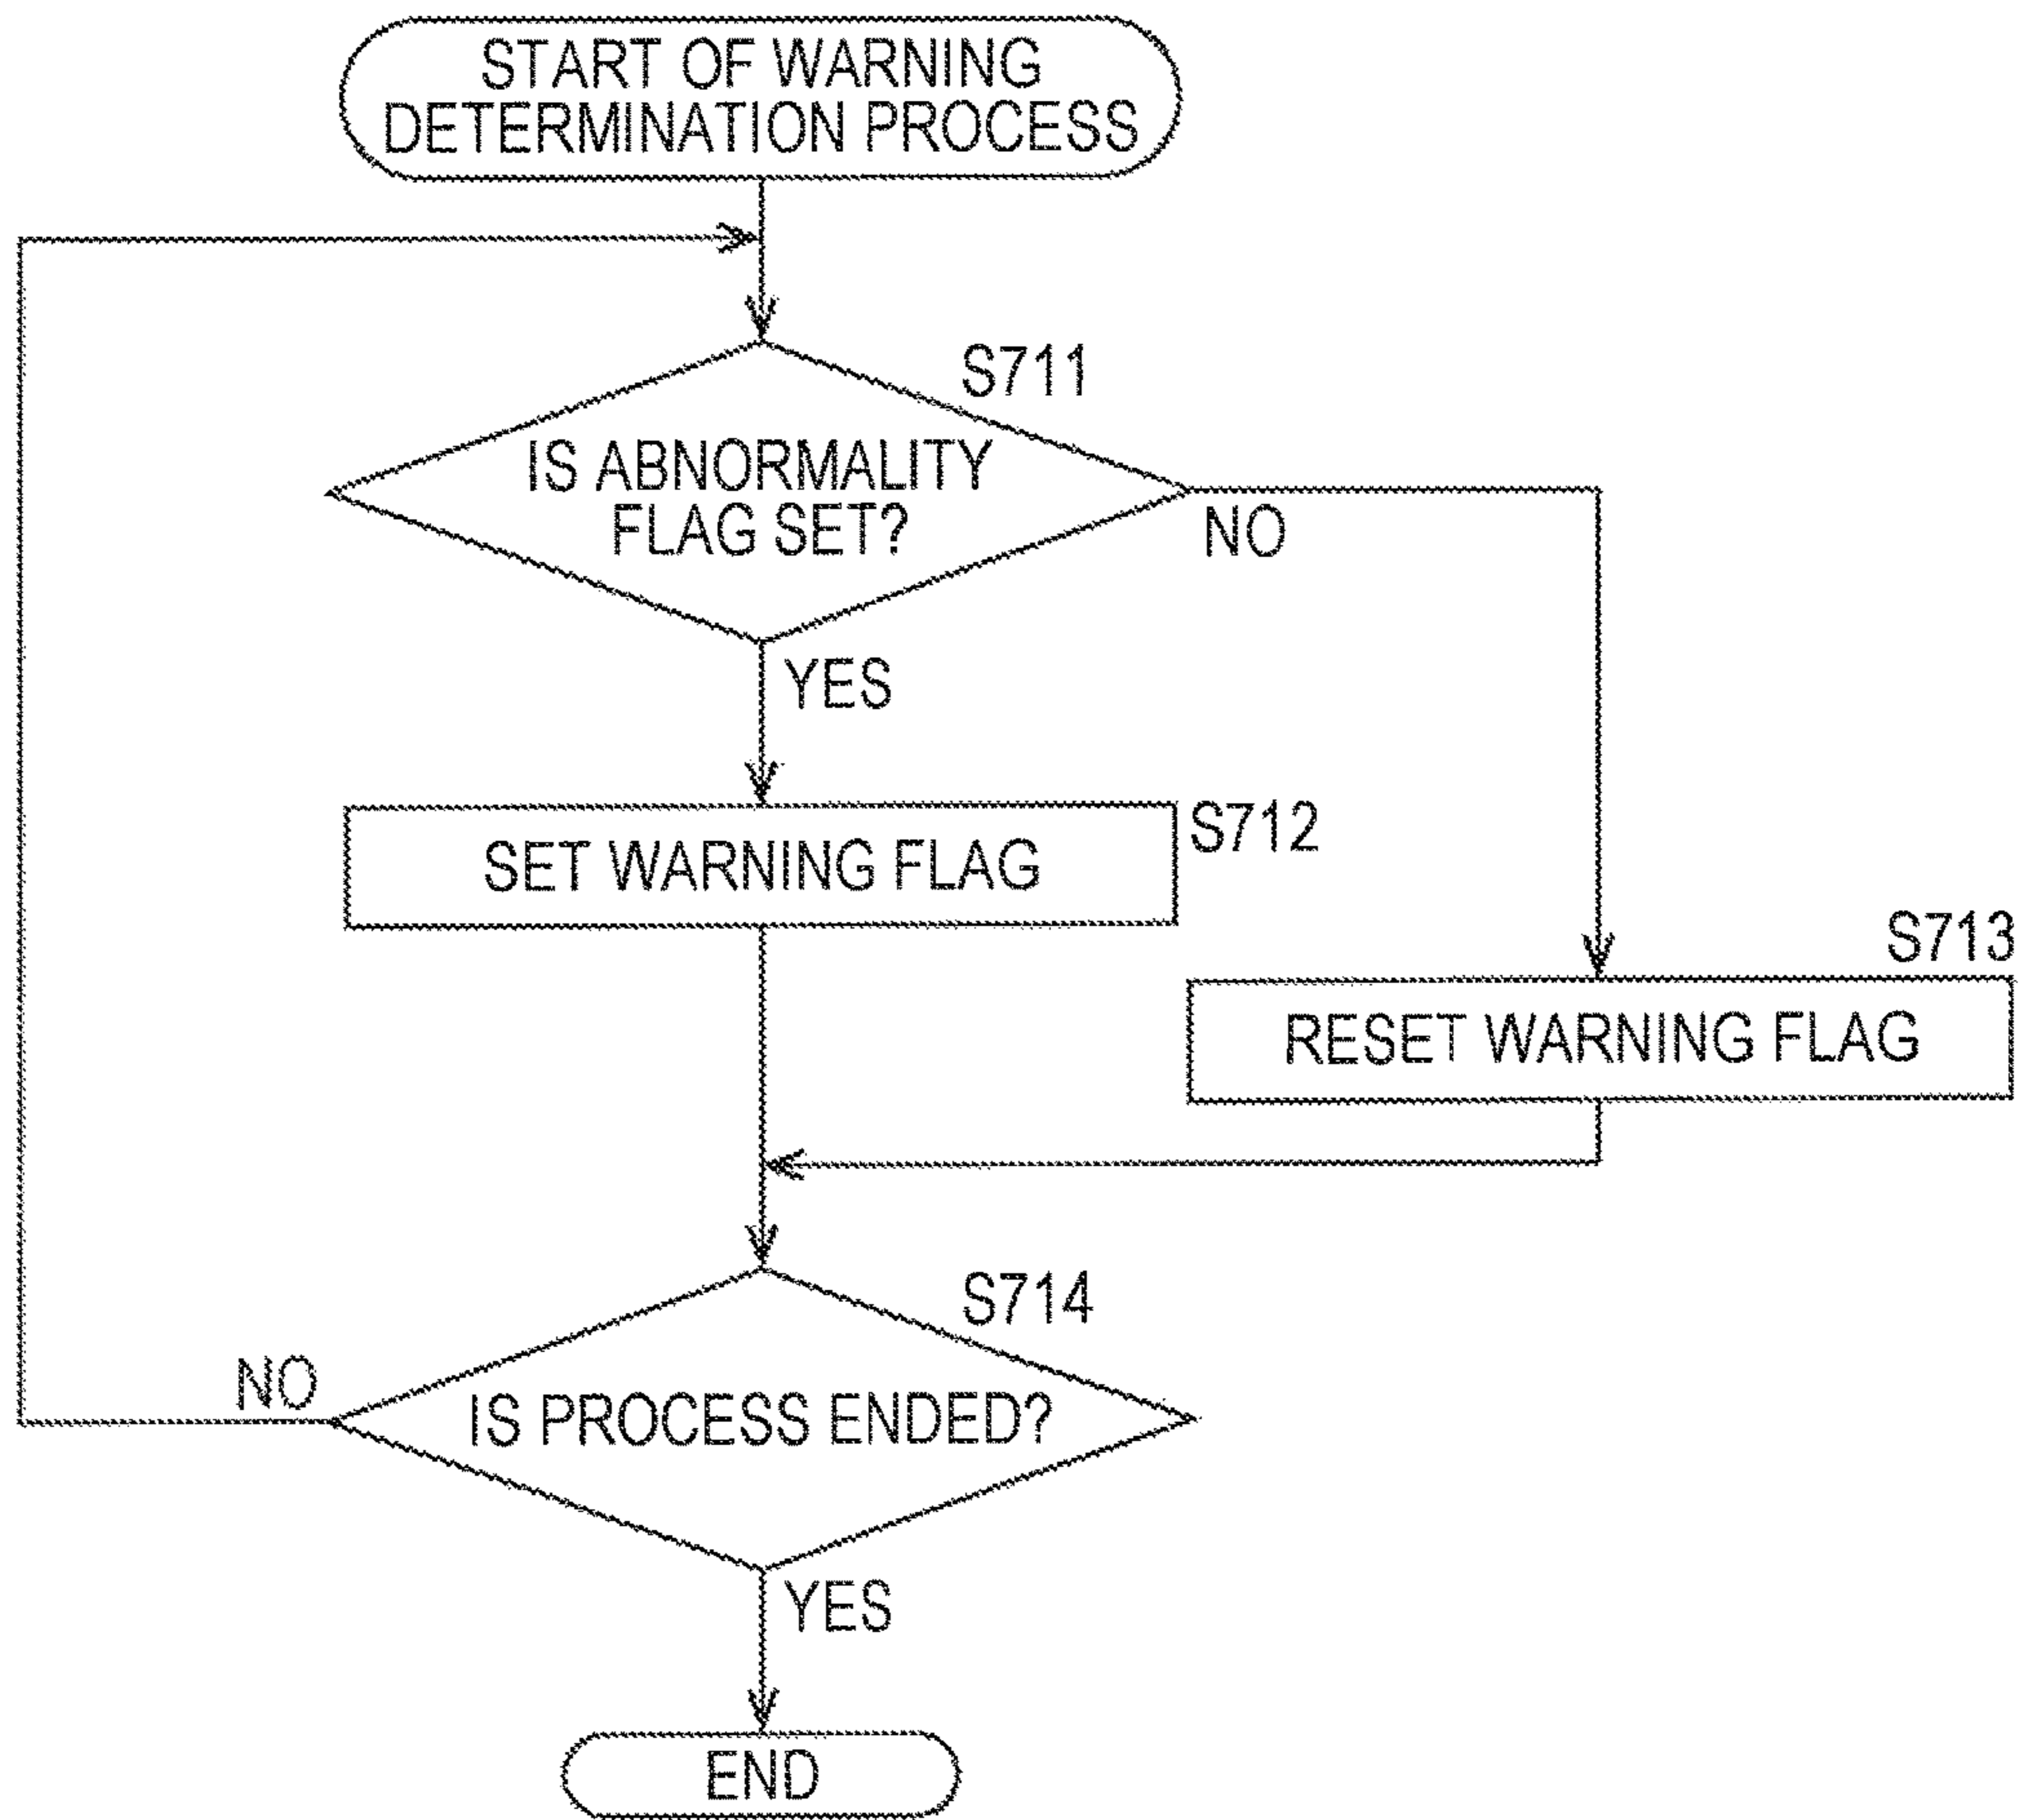 START OF WARNING
DETERMINATION PROCESS
S711
IS ABNORMALITY
FLAG SET?
NO
YES
SET WARNING FLAG
S712
S713
RESET WARNING FLAG
S714
NO
IS PROCESS ENDED?
YES
END